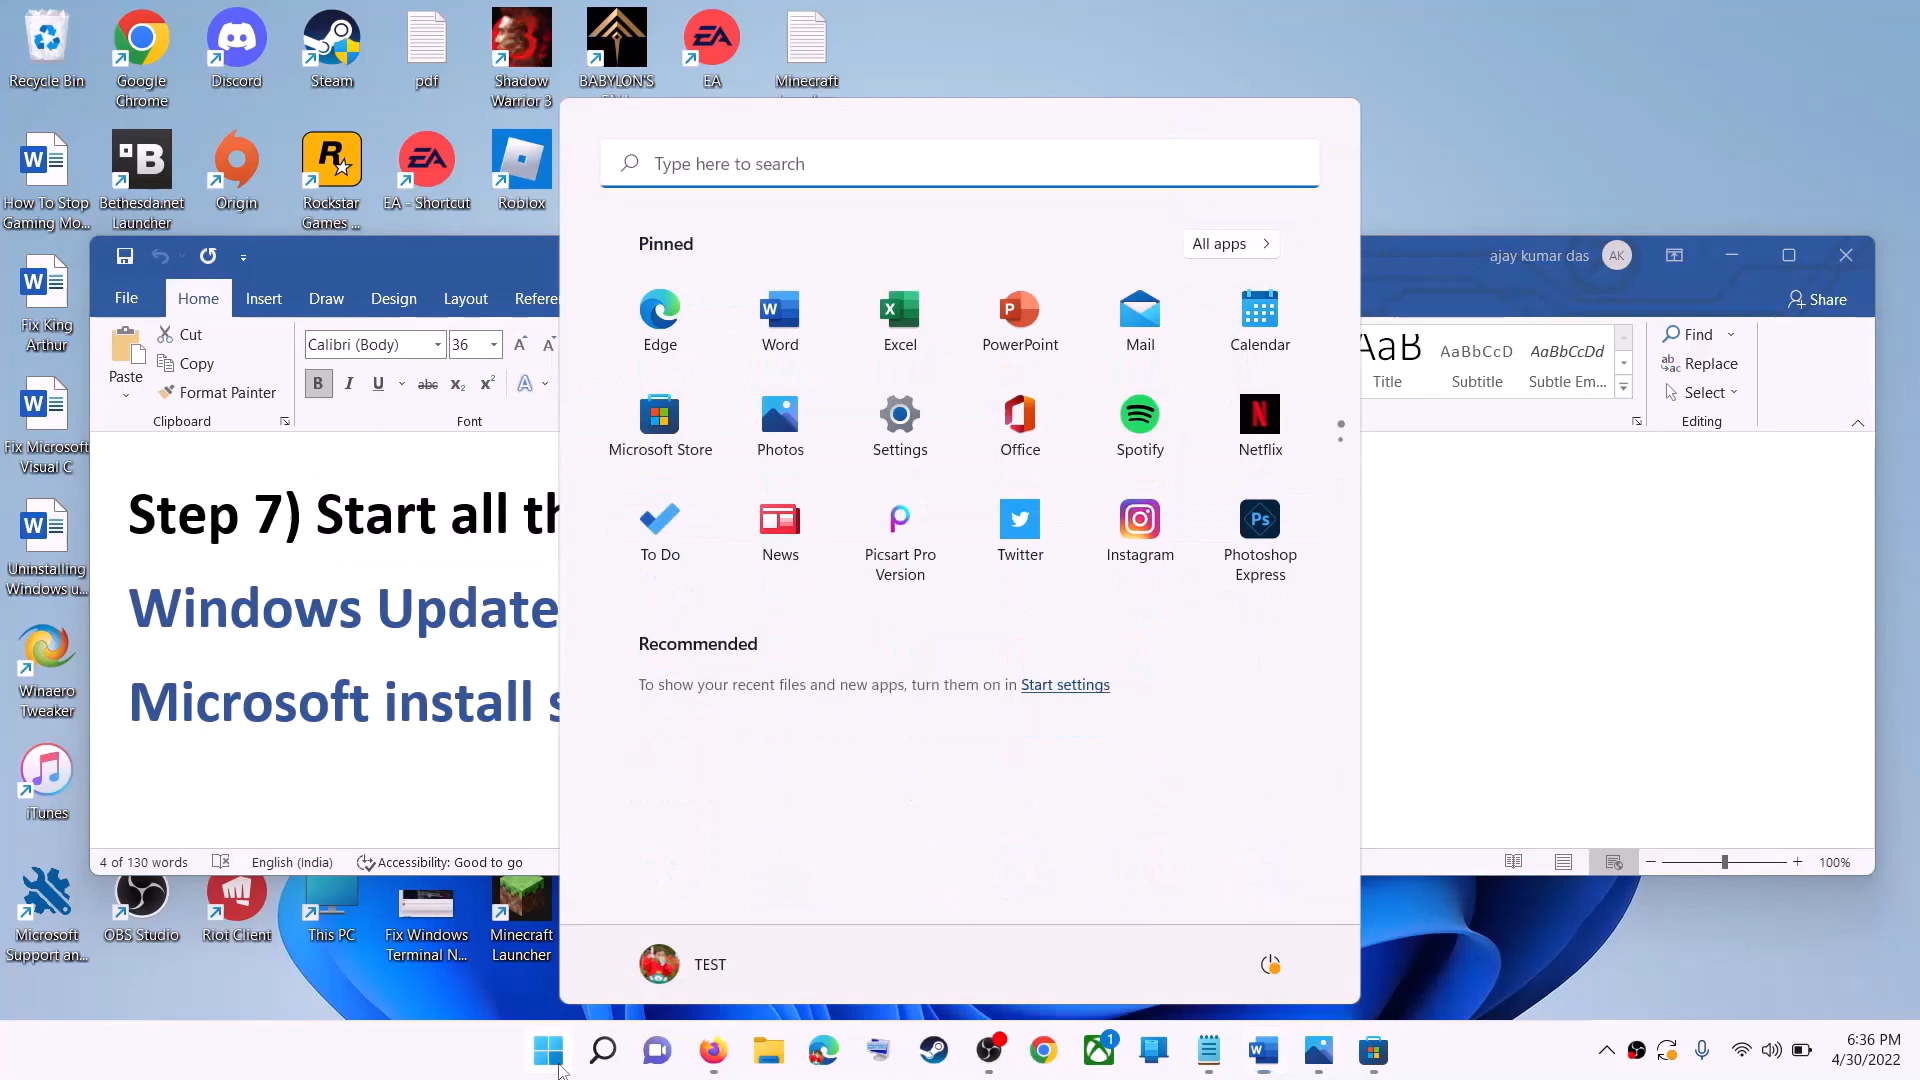 Recycle Bin
Google
Chrome
Discord
Steam
pdf
Shadow
Warrior 3
BABYLON'S
EA
Minecraft
How To Stop
Gaming Mo...
Bethesda.net
Launcher
Origin
Rockstar
Games ...
EA - Shortcut
Roblox
Fix King
Arthur
Fix Microsoft
Visual C
Uninstalling
Windows u...
Winaero
Tweaker
iTunes
Microsoft
Support an...
OBS Studio
Riot Client
This PC
Fix Windows
Terminal N...
Minecraft
Launcher
ajay kumar das
AK
File
Home
Insert
Draw
Design
Layout
Refere
Share
Paste
Cut
Copy
Format Painter
Clipboard
Calibri (Body)
36
Font
AaB
Title
AaBbCcD
Subtitle
AaBbCcDd
Subtle Em...
Find
Replace
Select
Editing
Step 7) Start all th
Windows Update
Microsoft install s
4 of 130 words
English (India)
Accessibility: Good to go
100%
Type here to search
Pinned
All apps
Edge
Word
Excel
PowerPoint
Mail
Calendar
Microsoft Store
Photos
Settings
Office
Spotify
Netflix
To Do
News
Picsart Pro
Version
Twitter
Instagram
Photoshop
Express
Recommended
To show your recent files and new apps, turn them on in Start settings
TEST
1
6:36 PM
4/30/2022